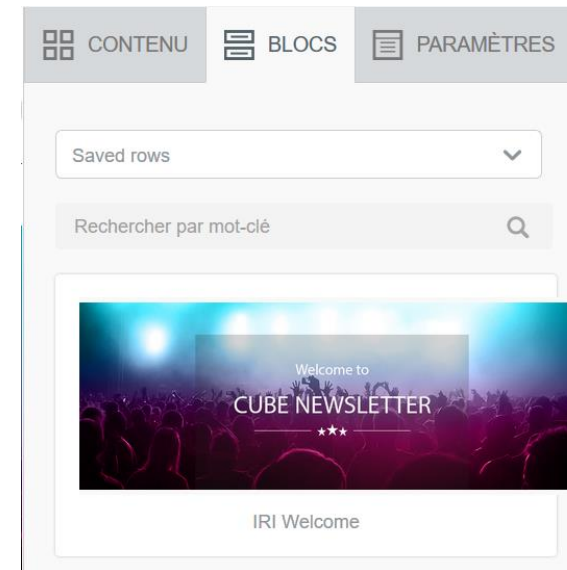 CONTENU
BLOCS
PARAMÈTRES
Saved rows
Rechercher par mot-clé
Welcome to
CUBE NEWSLETTER
IRI Welcome